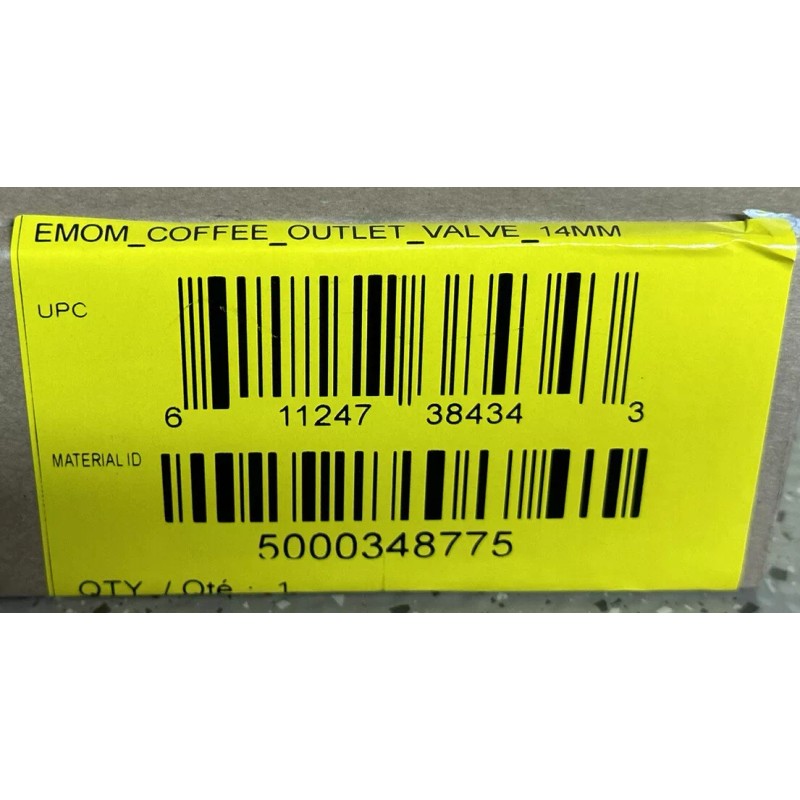 EMOM_COFFEE_OUTLET_VALVE_14MM
UPC
6 11247 38434 3
MATERIAL ID
5000348775
QTY / Qté : 1